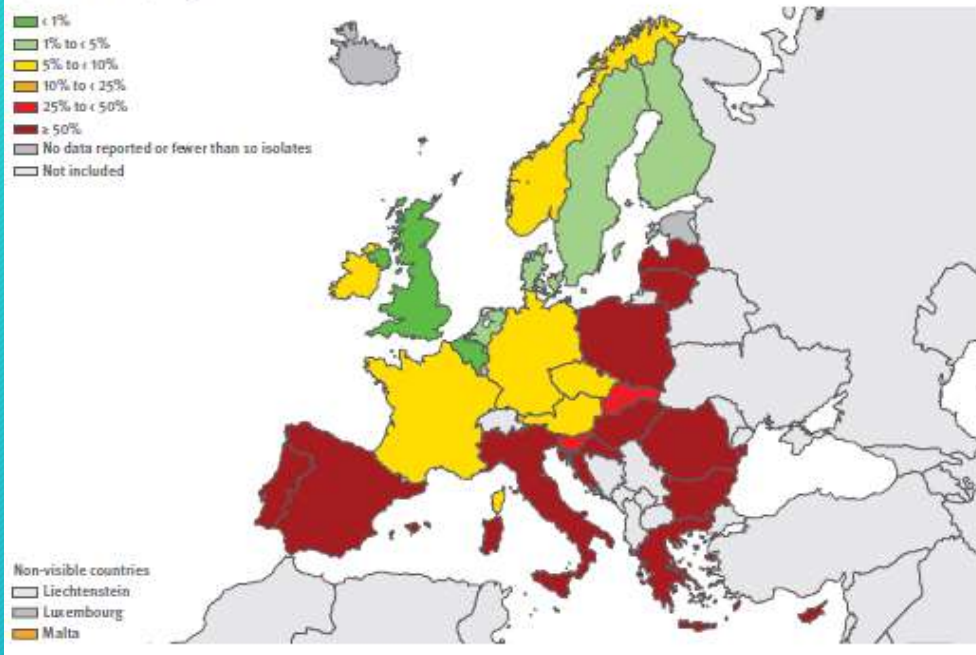 < 1%
1% to < 5%
5% to < 10%
10% to < 25%
25% to < 50%
≥ 50%
No data reported or fewer than 10 isolates
Not included
Non-visible countries
Liechtenstein
Luxembourg
Malta